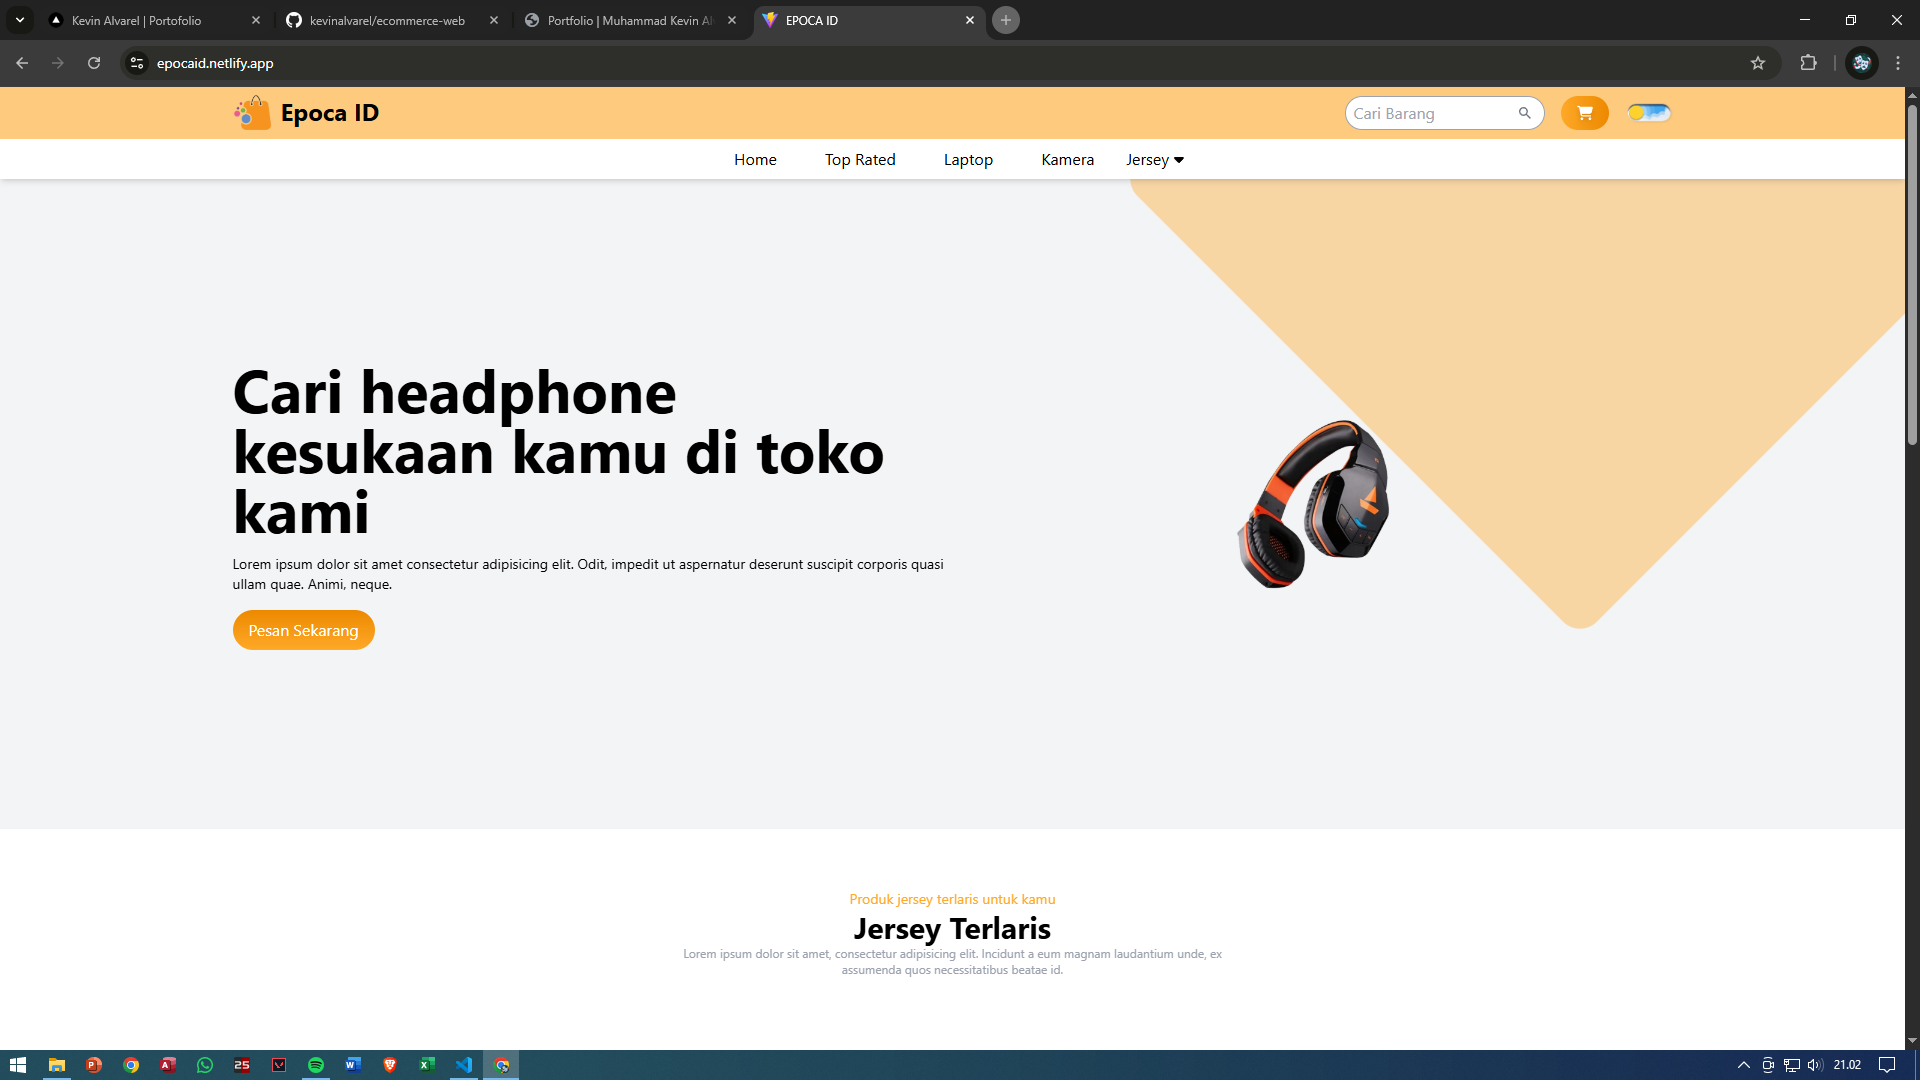 Kevin Alvarel | Portofolio
kevinalvarel/ecommerce-web
Portfolio | Muhammad Kevin Al
EPOCA ID
epocaid.netlify.app
Epoca ID
Cari Barang
Home
Top Rated
Laptop
Kamera
Jersey
Cari headphone
kesukaan kamu di toko
kami
Lorem ipsum dolor sit amet consectetur adipisicing elit. Odit, impedit ut aspernatur deserunt suscipit corporis quasi
ullam quae. Animi, neque.
Pesan Sekarang
Produk jersey terlaris untuk kamu
Jersey Terlaris
Lorem ipsum dolor sit amet, consectetur adipisicing elit. Incidunt a eum magnam laudantium unde, ex
assumenda quos necessitatibus beatae id.
25
21.02